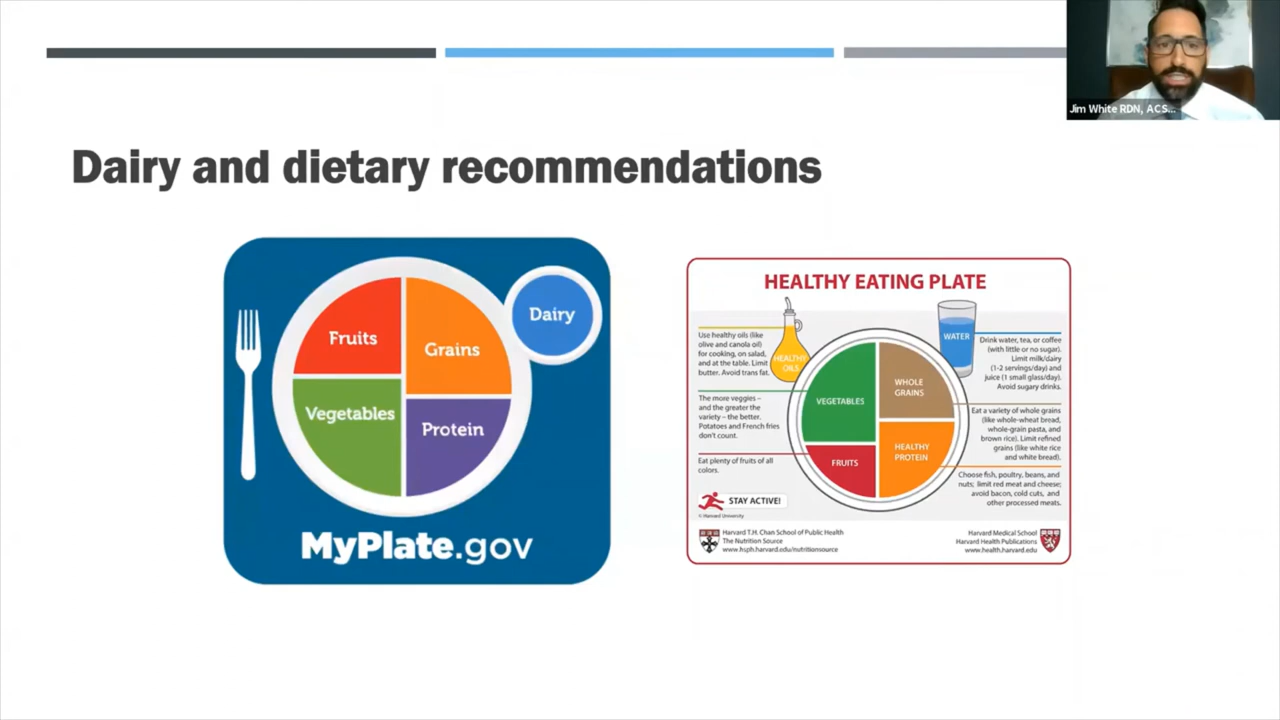 Jim White RDN, ACS...
Dairy and dietary recommendations
Fruits
Grains
Dairy
Vegetables
Protein
MyPlate.gov
HEALTHY EATING PLATE
Use healthy oils (like
olive and canola oil)
for cooking, on salad,
and at the table. Limit
butter. Avoid trans fat.
HEALTHY
OILS
WATER
Drink water, tea, or coffee
(with little or no sugar).
Limit milk/dairy
(1-2 servings/day) and
juice (1 small glass/day).
Avoid sugary drinks.
The more veggies –
and the greater the
variety – the better.
Potatoes and French fries
don't count.
VEGETABLES
WHOLE
GRAINS
Eat a variety of whole grains
(like whole-wheat bread,
whole-grain pasta, and
brown rice). Limit refined
grains (like white rice
and white bread).
Eat plenty of fruits of all
colors.
FRUITS
HEALTHY
PROTEIN
Choose fish, poultry, beans, and
nuts; limit red meat and cheese;
avoid bacon, cold cuts, and
other processed meats.
STAY ACTIVE!
© Harvard University
Harvard T.H. Chan School of Public Health
The Nutrition Source
www.hsph.harvard.edu/nutritionsource
Harvard Medical School
Harvard Health Publications
www.health.harvard.edu